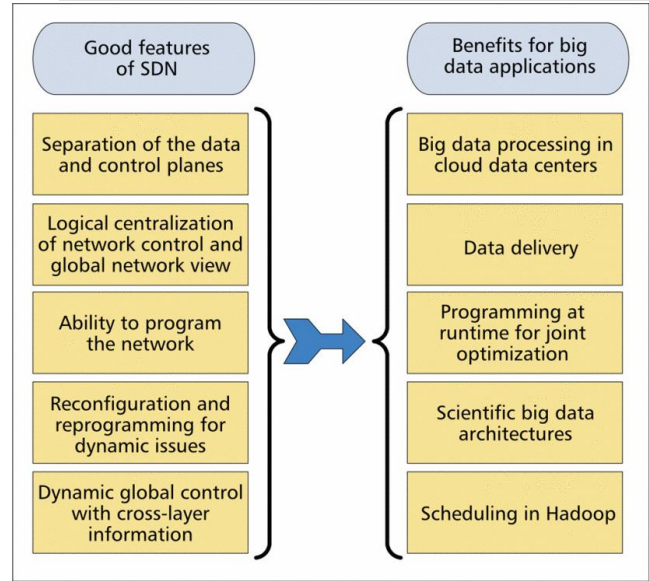 Good features
of SDN
Separation of the data
and control planes
Logical centralization
of network control and
global network view
Ability to program
the network
Reconfiguration and
reprogramming for
dynamic issues
Dynamic global control
with cross-layer
information
Benefits for big
data applications
Big data processing in
cloud data centers
Data delivery
Programming at
runtime for joint
optimization
Scientific big data
architectures
Scheduling in Hadoop